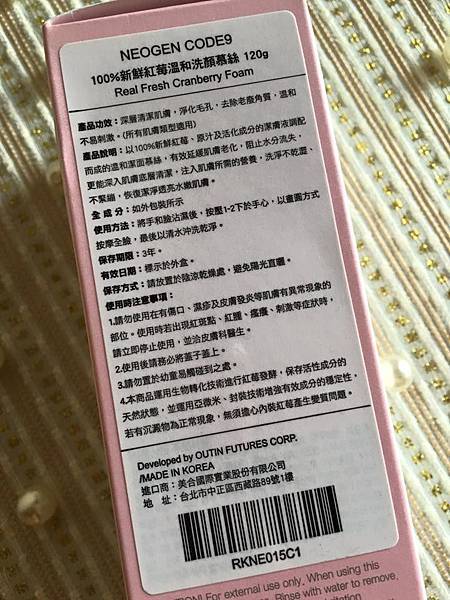 NEOGEN CODE9
100%新鮮紅莓溫和洗顏慕絲 120g
Real Fresh Cranberry Foam
產品功效：深層清潔肌膚，淨化毛孔，去除老廢角質，溫和
不易刺激。(所有肌膚類型適用)
產品說明：以100%新鮮紅莓、原汁及活化成分的潔膚液調配
而成的溫和潔面慕絲，有效延緩肌膚老化，阻止水分流失，
更能深入肌膚底層清潔，注入肌膚所需的營養，洗淨不乾澀、
不緊繃，恢復潔淨透亮水嫩肌膚。
全 成 分：如外包裝所示
使用方法：將手和臉沾濕後，按壓1-2下於手心，以畫圓方式
按摩全臉，最後以清水沖洗乾淨。
保存期限：3年。
有效日期：標示於外盒。
保存方式：請放置於陰涼乾燥處，避免陽光直曬。
使用時注意事項：
1.請勿使用在有傷口、濕疹及皮膚發炎等肌膚有異常現象的
部位。使用時若出現紅斑點、紅腫、搔癢、刺激等症狀時，
請立即停止使用，並洽皮膚科醫生。
2.使用後請務必將蓋子蓋上。
3.請勿置於幼童易觸碰到之處。
4.本商品運用生物轉化技術進行紅莓發酵，保存活性成分的
天然狀態，並運用亞微米、封裝技術增強有效成分的穩定性，
若有沉澱物為正常現象，無須擔心內裝紅莓產生變質問題。
Developed by OUTIN FUTURES CORP.
/MADE IN KOREA
進口商：美合國際實業股份有限公司
地 址：台北市中正區西藏路89號1樓
RKNE015C1
For external use only. When using this
Rinse with water to remove.